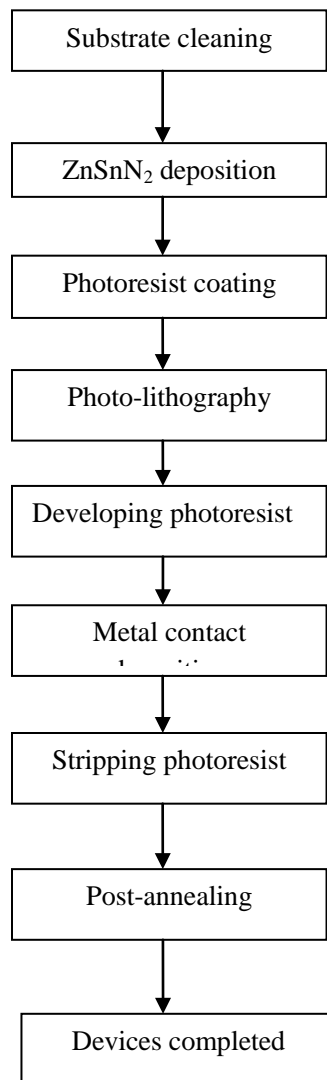 Substrate cleaning
ZnSnN₂ deposition
Photoresist coating
Photo-lithography
Developing photoresist
Metal contact
Stripping photoresist
Post-annealing
Devices completed